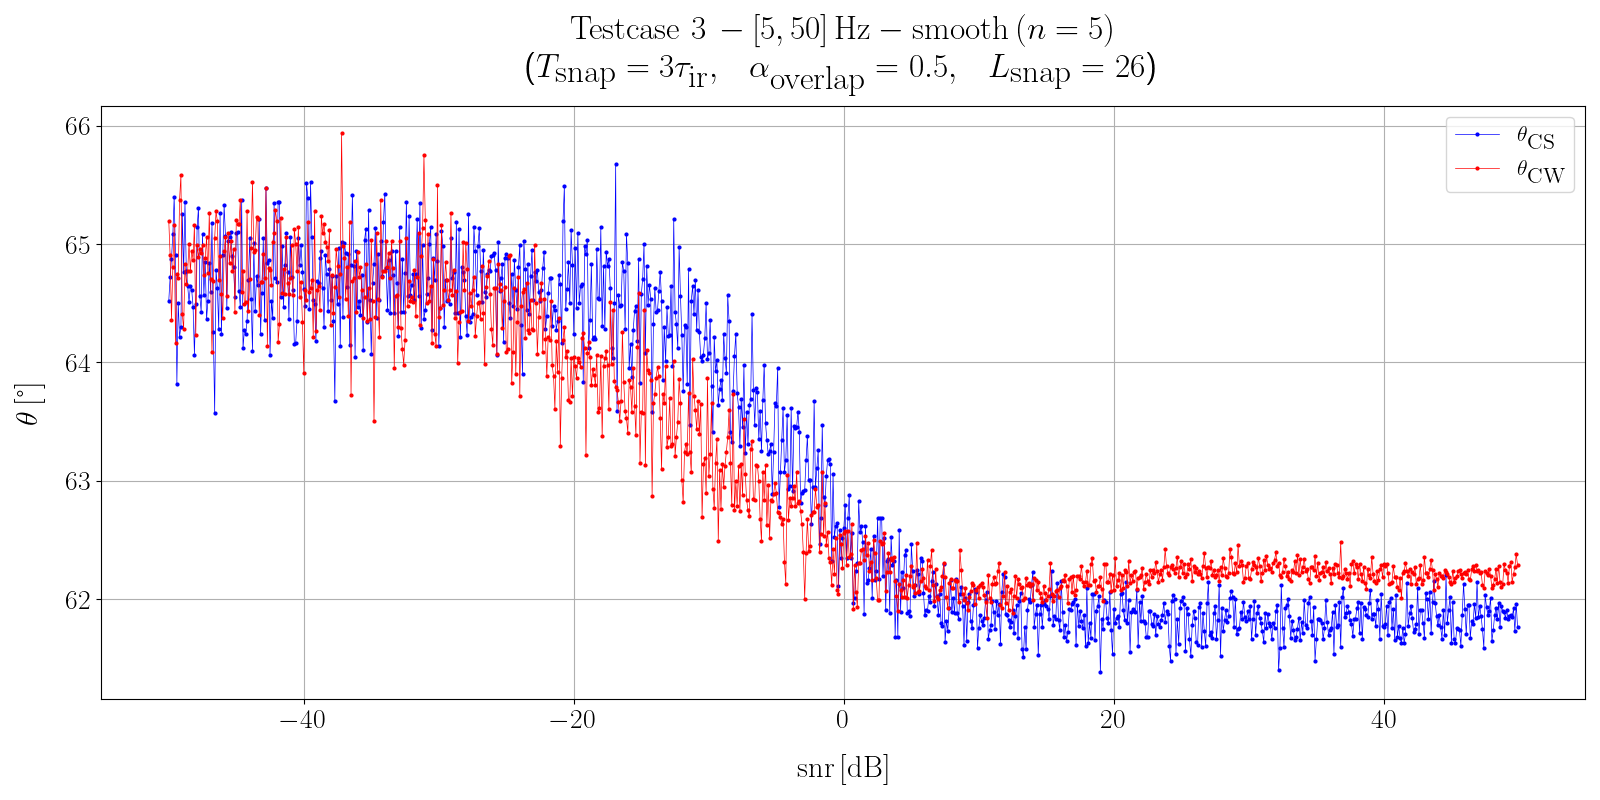 Testcase 3 – [5, 50] Hz – smooth (n = 5)
(T_snap = 3τ_ir, α_overlap = 0.5, L_snap = 26)
θ_CS
θ_CW
66
65
64
63
62
θ [°]
−40
−20
0
20
40
snr [dB]